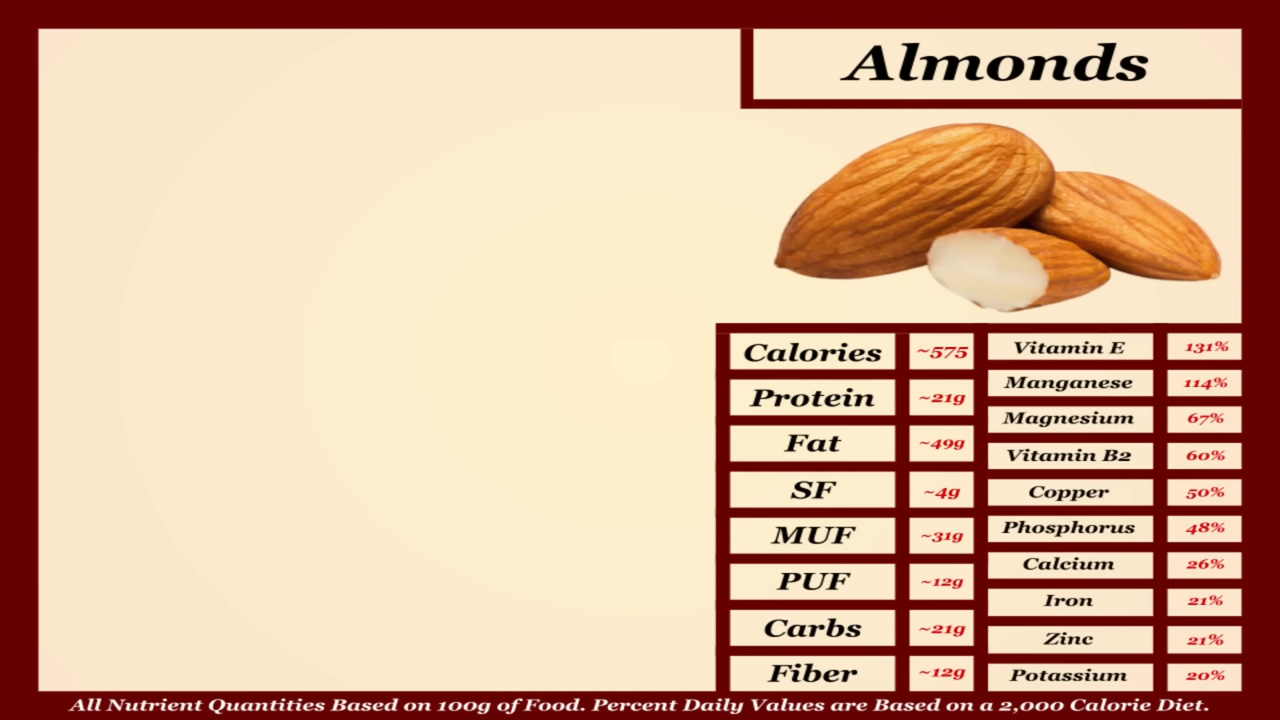 Almonds
Calories ~575
Protein ~21g
Fat ~49g
SF ~4g
MUF ~31g
PUF ~12g
Carbs ~21g
Fiber ~12g
Vitamin E 131%
Manganese 114%
Magnesium 67%
Vitamin B2 60%
Copper 50%
Phosphorus 48%
Calcium 26%
Iron 21%
Zinc 21%
Potassium 20%
All Nutrient Quantities Based on 100g of Food. Percent Daily Values are Based on a 2,000 Calorie Diet.